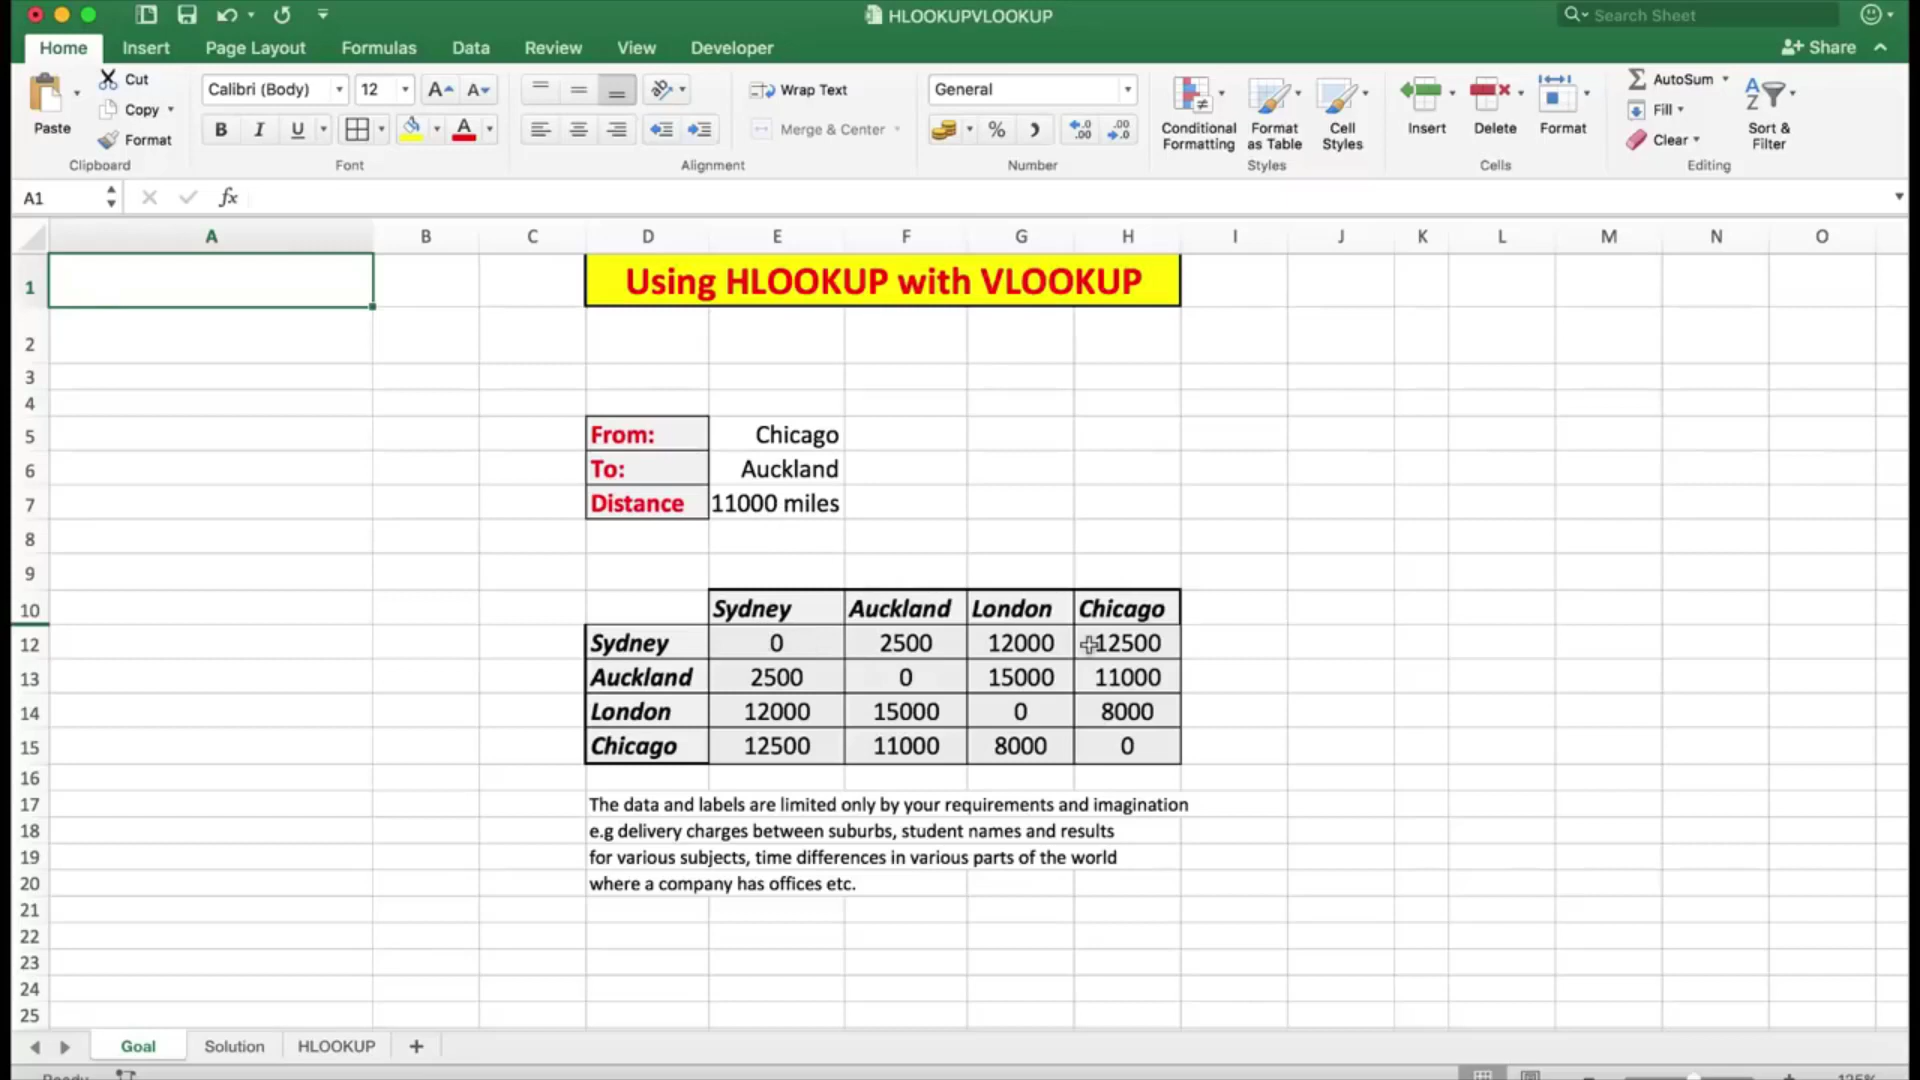 HLOOKUPVLOOKUP
Search Sheet
Home Insert Page Layout Formulas Data Review View Developer
Share
Paste
Cut
Copy
Format
Clipboard
Calibri (Body) 12
B I U
Font
Wrap Text
Merge & Center
Alignment
General
Number
Conditional Formatting
Format as Table
Cell Styles
Styles
Insert
Delete
Format
Cells
AutoSum
Fill
Clear
Sort & Filter
Editing
A1 fx
A B C D E F G H I J K L M N O
1 Using HLOOKUP with VLOOKUP
2
3
4
5 From: Chicago
6 To: Auckland
7 Distance 11000 miles
8
9
10 Sydney Auckland London Chicago
12 Sydney 0 2500 12000 12500
13 Auckland 2500 0 15000 11000
14 London 12000 15000 0 8000
15 Chicago 12500 11000 8000 0
16
17 The data and labels are limited only by your requirements and imagination
18 e.g delivery charges between suburbs, student names and results
19 for various subjects, time differences in various parts of the world
20 where a company has offices etc.
21
22
23
24
25
Goal Solution HLOOKUP +